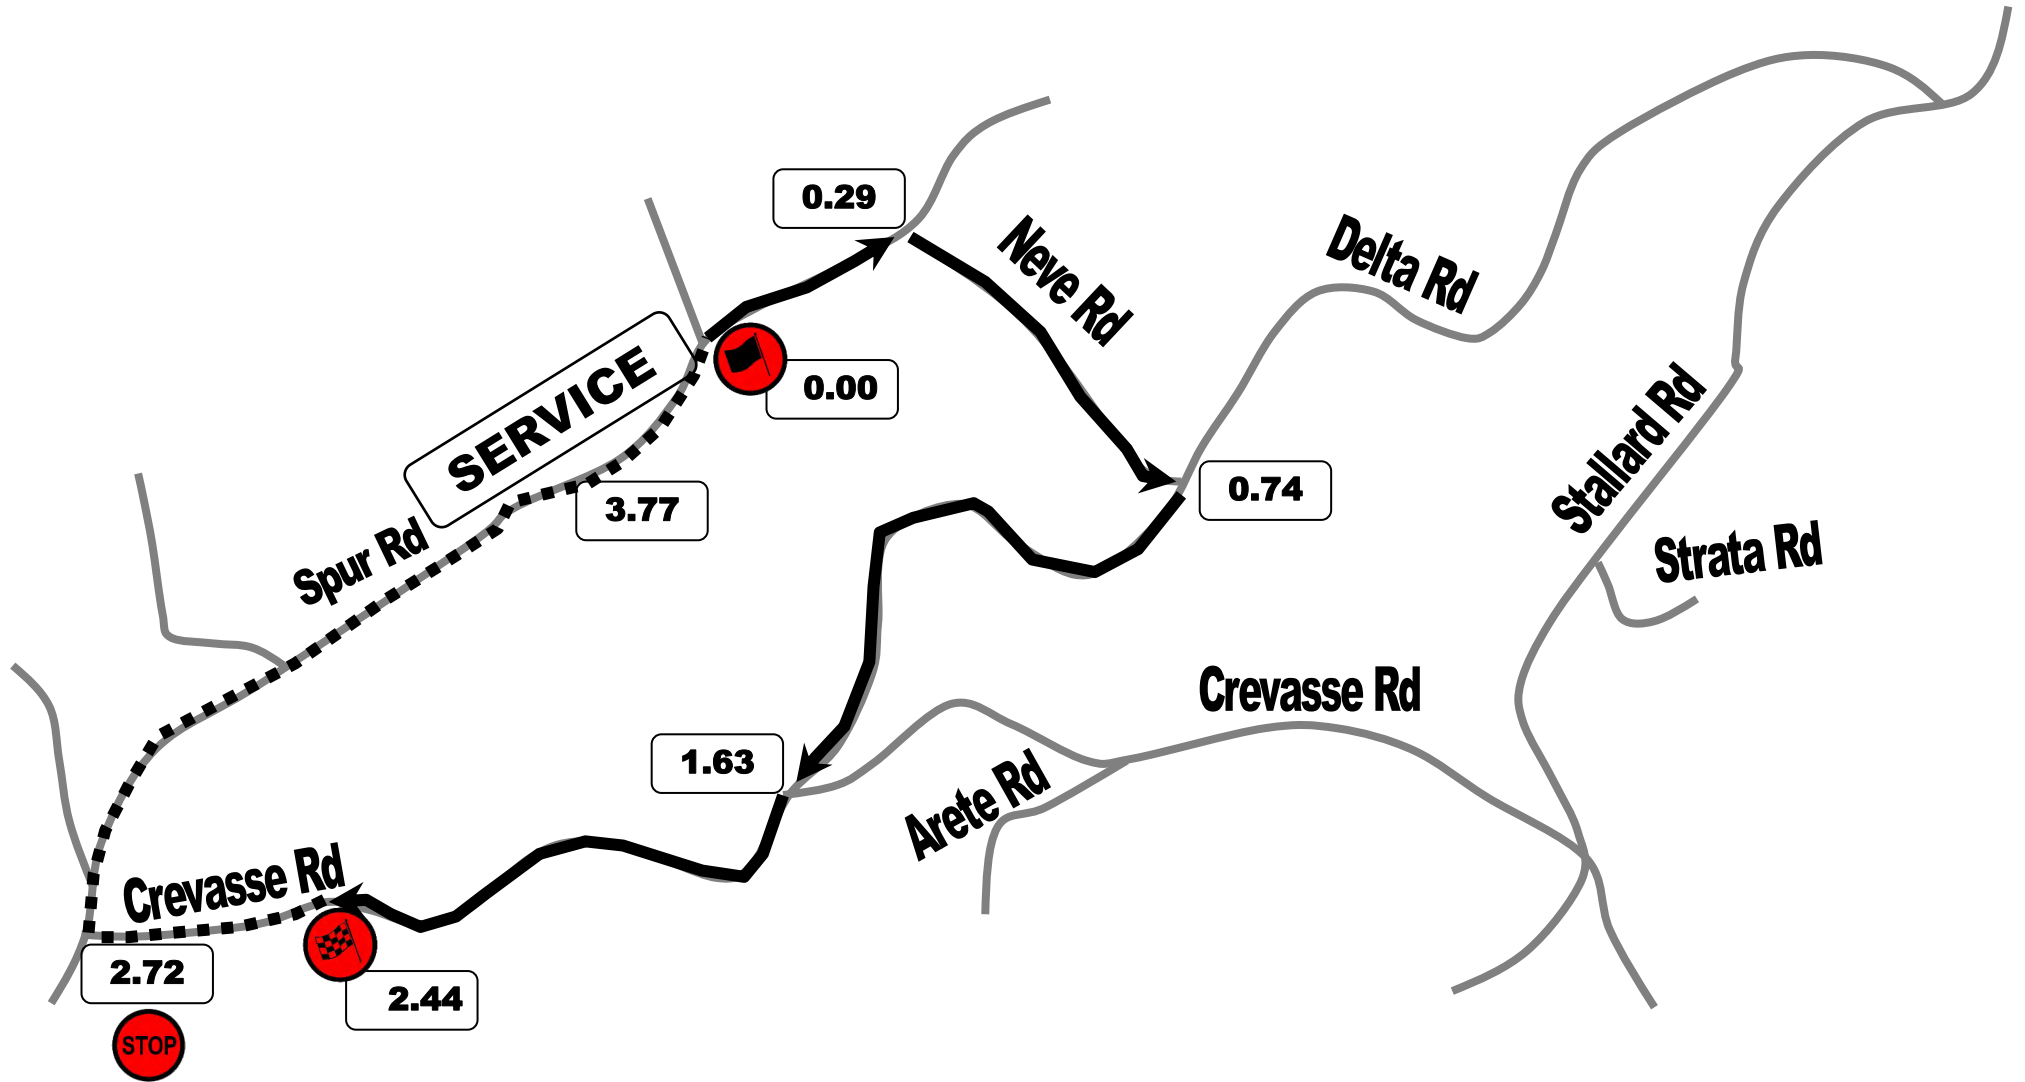 0.29
Neve Rd
Delta Rd
SERVICE
0.00
Stallard Rd
0.74
3.77
Spur Rd
Strata Rd
Crevasse Rd
1.63
Arete Rd
Crevasse Rd
2.72
2.44
STOP